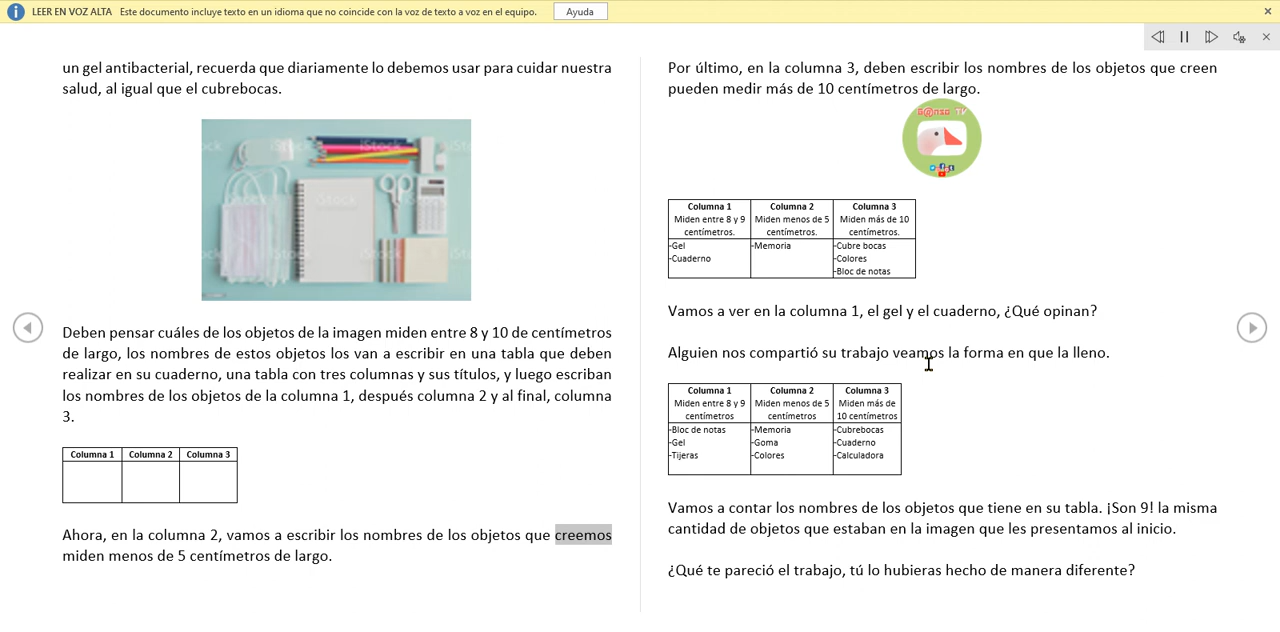 LEER EN VOZ ALTA Este documento incluye texto en un idioma que no coincide con la voz de texto a voz en el equipo. Ayuda
un gel antibacterial, recuerda que diariamente lo debemos usar para cuidar nuestra
salud, al igual que el cubrebocas.
iStock
Deben pensar cuáles de los objetos de la imagen miden entre 8 y 10 de centímetros
de largo, los nombres de estos objetos los van a escribir en una tabla que deben
realizar en su cuaderno, una tabla con tres columnas y sus títulos, y luego escriban
los nombres de los objetos de la columna 1, después columna 2 y al final, columna
3.
Columna 1 Columna 2 Columna 3
Ahora, en la columna 2, vamos a escribir los nombres de los objetos que creemos
miden menos de 5 centímetros de largo.
Por último, en la columna 3, deben escribir los nombres de los objetos que creen
pueden medir más de 10 centímetros de largo.
G@nso TV
Columna 1 Columna 2 Columna 3
Miden entre 8 y 9 Miden menos de 5 Miden más de 10
centímetros. centímetros. centímetros.
-Gel -Memoria -Cubre bocas
-Cuaderno -Colores
-Bloc de notas
Vamos a ver en la columna 1, el gel y el cuaderno, ¿Qué opinan?
Alguien nos compartió su trabajo veamos la forma en que la lleno.
Columna 1 Columna 2 Columna 3
Miden entre 8 y 9 Miden menos de 5 Miden más de
centímetros centímetros 10 centímetros
-Bloc de notas -Memoria -Cubrebocas
-Gel -Goma -Cuaderno
-Tijeras -Colores -Calculadora
Vamos a contar los nombres de los objetos que tiene en su tabla. ¡Son 9! la misma
cantidad de objetos que estaban en la imagen que les presentamos al inicio.
¿Qué te pareció el trabajo, tú lo hubieras hecho de manera diferente?